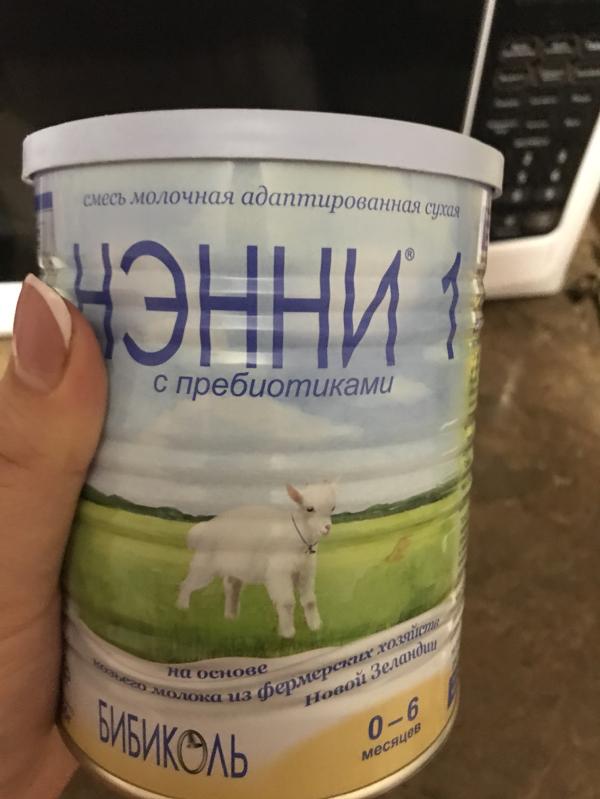 смесь молочная адаптированная сухая
НЭННИ® 1
с пребиотиками
на основе
козьего молока из фермерских хозяйств
Новой Зеландии
БИБИКОЛЬ
0–6
месяцев